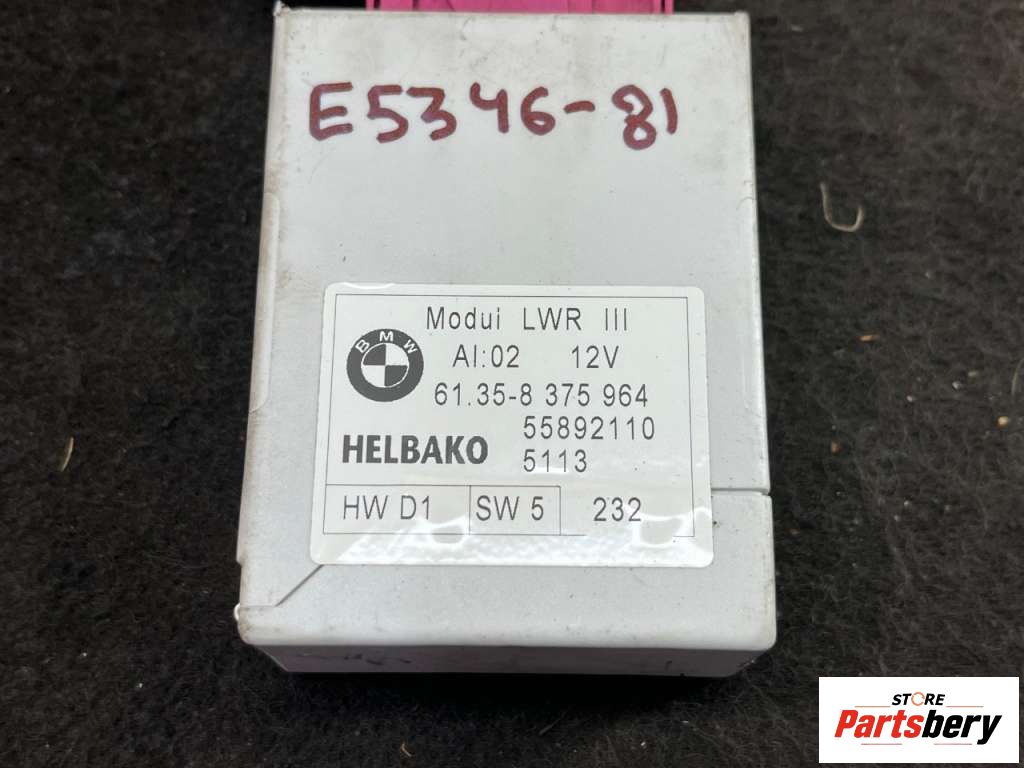 E5346-81
Modul LWR III
BMW
AI:02 12V
61.35-8 375 964
55892110
HELBAKO 5113
HW D1 SW 5 232
STORE
Partsbery